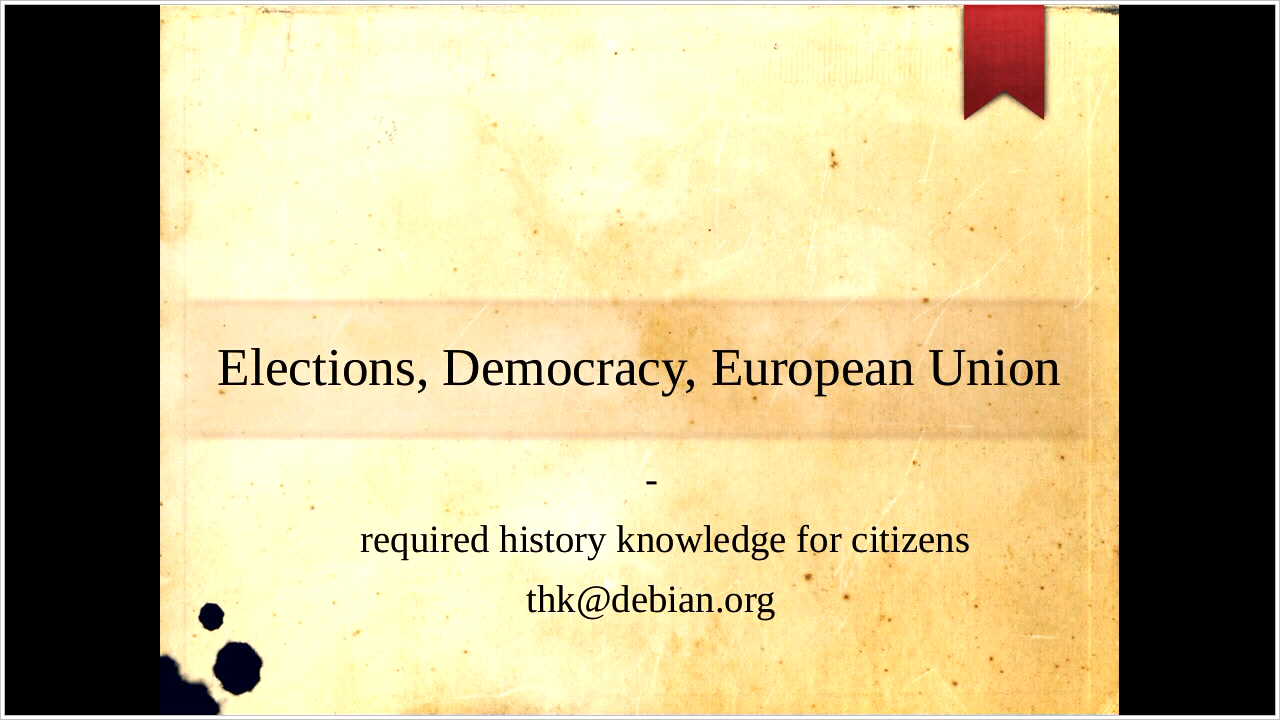 Elections, Democracy, European Union
-
required history knowledge for citizens
thk@debian.org